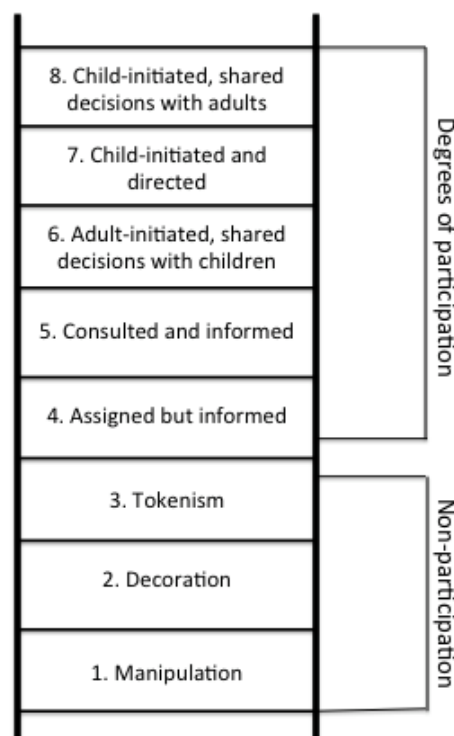 8. Child-initiated, shared
decisions with adults
7. Child-initiated and
directed
6. Adult-initiated, shared
decisions with children
5. Consulted and informed
4. Assigned but informed
3. Tokenism
2. Decoration
1. Manipulation
Degrees of participation
Non-participation